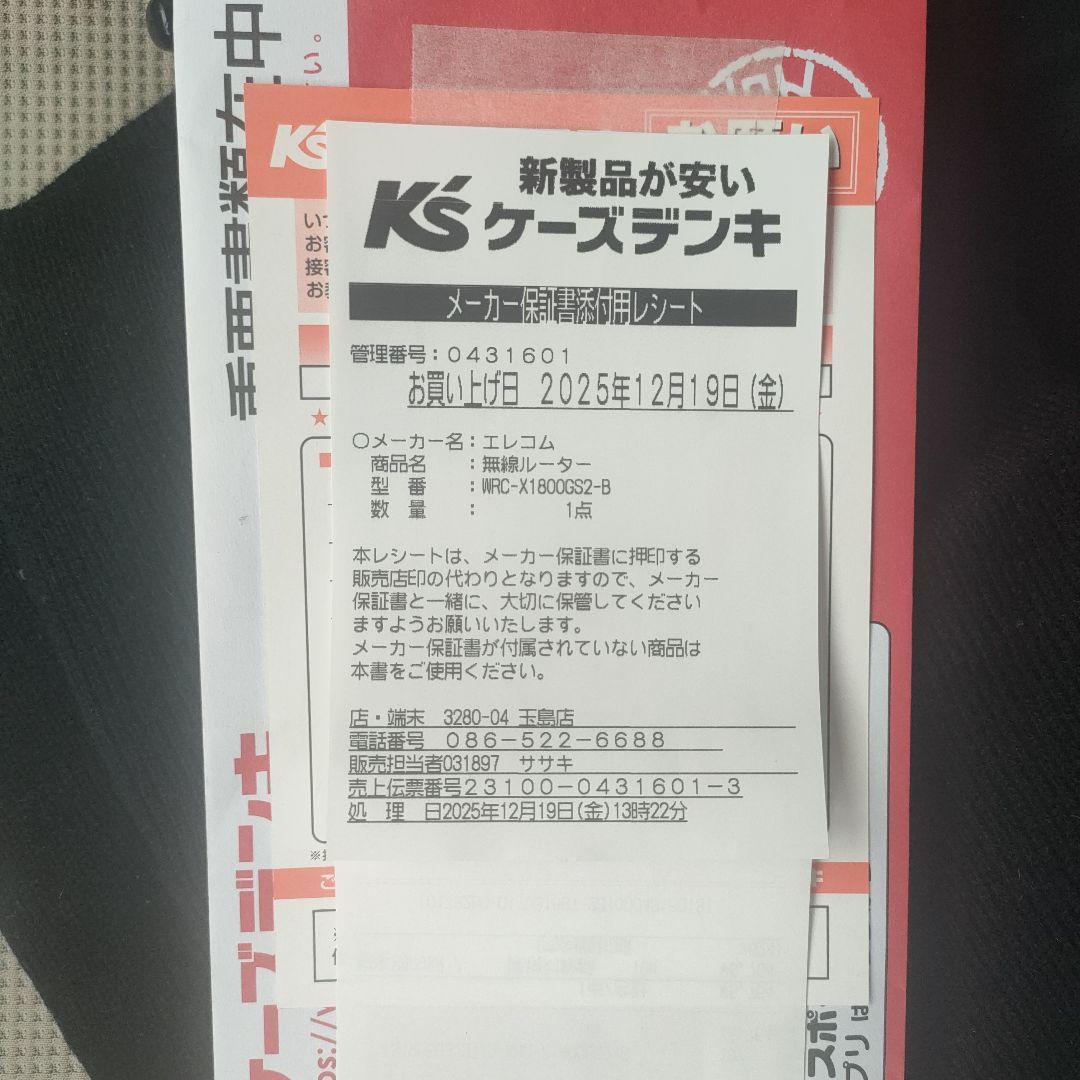 重要書類在中
お願い
K's
新製品が安い
K's ケーズデンキ
メーカー保証書添付用レシート
管理番号：0431601
お買い上げ日 2025年12月19日（金）
○メーカー名：エレコム
商品名 ：無線ルーター
型 番 ：WRC-X1800GS2-B
数 量 ： 1点
本レシートは、メーカー保証書に押印する
販売店印の代わりとなりますので、メーカー
保証書と一緒に、大切に保管してください
ますようお願いいたします。
メーカー保証書が付属されていない商品は
本書をご使用ください。
店・端末 3280-04 玉島店
電話番号 086-522-6688
販売担当者031897 ササキ
売上伝票番号23100-0431601-3
処 理 日2025年12月19日(金)13時22分